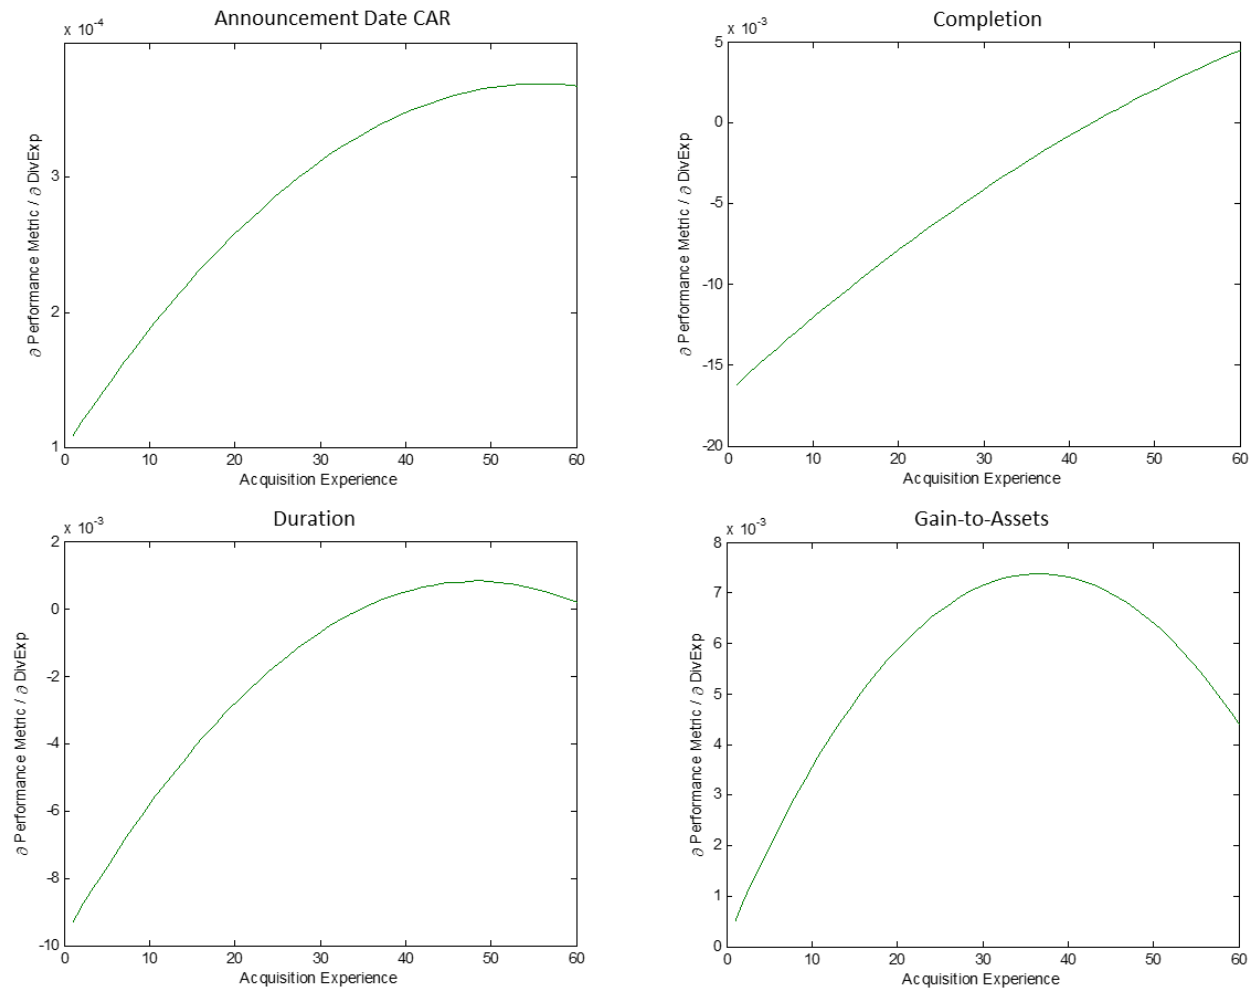 Announcement Date CAR
x 10-4
3
2
1
0 10 20 30 40 50 60
∂ Performance Metric / ∂ DivExp
Acquisition Experience
Completion
x 10-3
5
0
-5
-10
-15
-20
0 10 20 30 40 50 60
∂ Performance Metric / ∂ DivExp
Acquisition Experience
Duration
x 10-3
2
0
-2
-4
-6
-8
-10
0 10 20 30 40 50 60
∂ Performance Metric / ∂ DivExp
Acquisition Experience
Gain-to-Assets
x 10-3
8
7
6
5
4
3
2
1
0
0 10 20 30 40 50 60
∂ Performance Metric / ∂ DivExp
Acquisition Experience